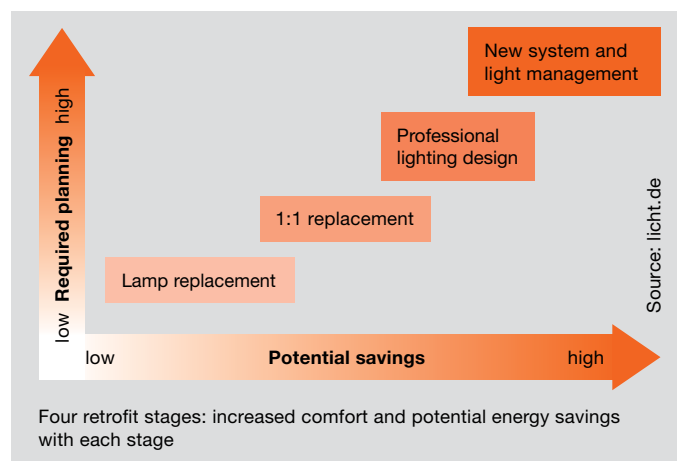 New system and
light management
Professional
lighting design
1:1 replacement
Lamp replacement
low Required planning high
low Potential savings high
Source: licht.de
Four retrofit stages: increased comfort and potential energy savings
with each stage